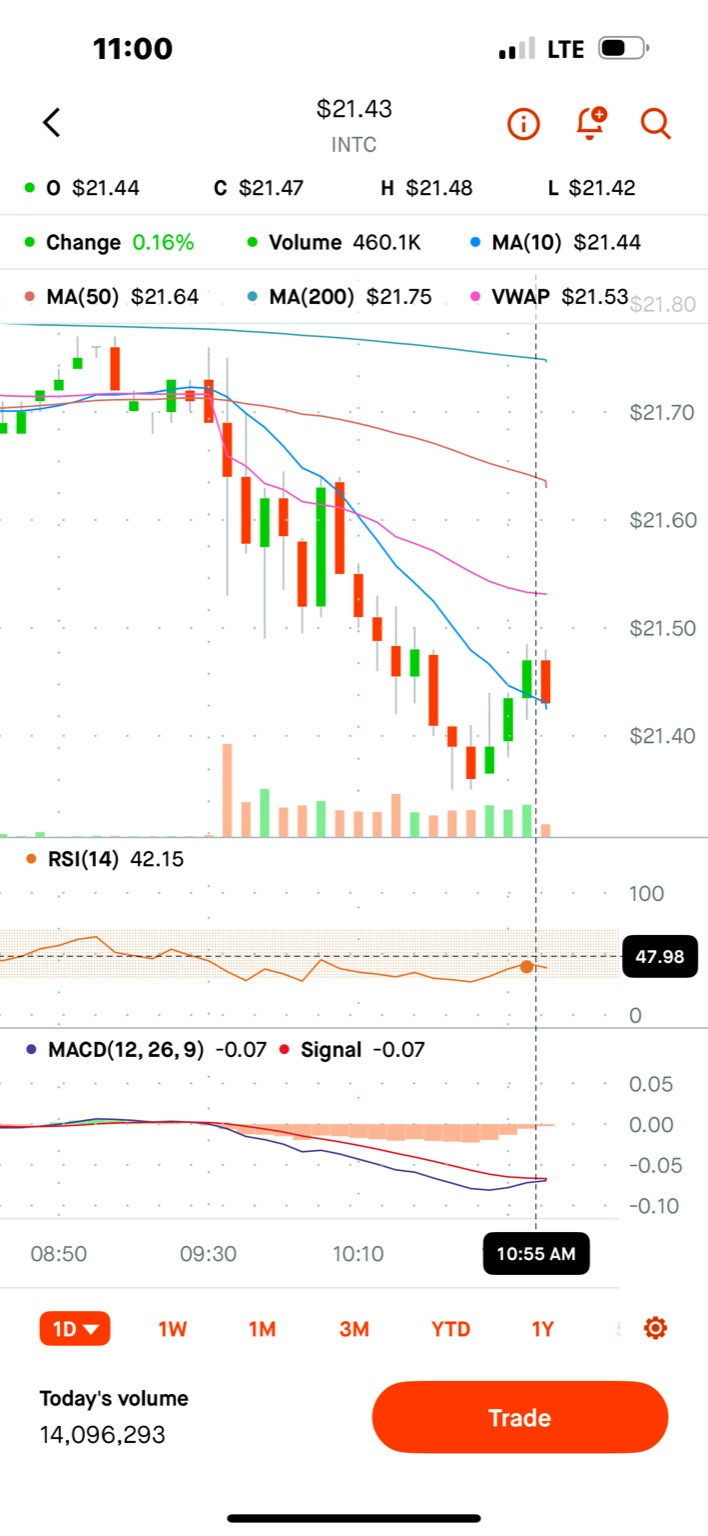 11:00 LTE
$21.43
INTC
O $21.44 C $21.47 H $21.48 L $21.42
Change 0.16% Volume 460.1K MA(10) $21.44
MA(50) $21.64 MA(200) $21.75 VWAP $21.53 $21.80
$21.70
$21.60
$21.50
$21.40
RSI(14) 42.15
100
47.98
0
MACD(12, 26, 9) -0.07 Signal -0.07
0.05
0.00
-0.05
-0.10
08:50 09:30 10:10 10:55 AM
1D 1W 1M 3M YTD 1Y
Today's volume
14,096,293
Trade